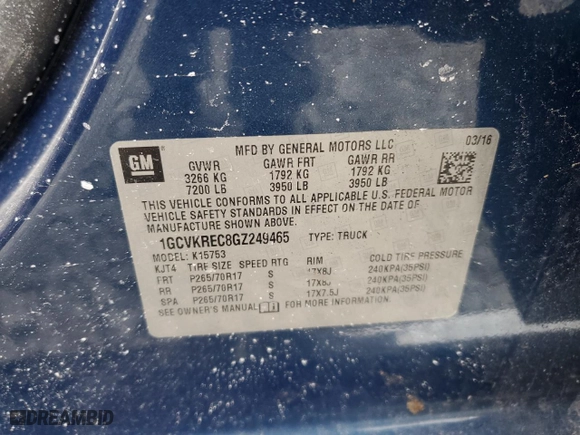 GM
MFD BY GENERAL MOTORS LLC 03/16
GVWR GAWR FRT GAWR RR
3266 KG 1792 KG 1792 KG
7200 LB 3950 LB 3950 LB
THIS VEHICLE CONFORMS TO ALL APPLICABLE U.S. FEDERAL MOTOR
VEHICLE SAFETY STANDARDS IN EFFECT ON THE DATE OF
MANUFACTURE SHOWN ABOVE.
1GCVKREC8GZ249465 TYPE: TRUCK
MODEL: K15753
KJT4 TIRE SIZE SPEED RTG RIM COLD TIRE PRESSURE
FRT P265/70R17 S 17X8J 240KPA(35PSI)
RR P265/70R17 S 17X8J 240KPA(35PSI)
SPA P265/70R17 S 17X7.5J 240KPA(35PSI)
SEE OWNER'S MANUAL FOR MORE INFORMATION.
DREAMBID